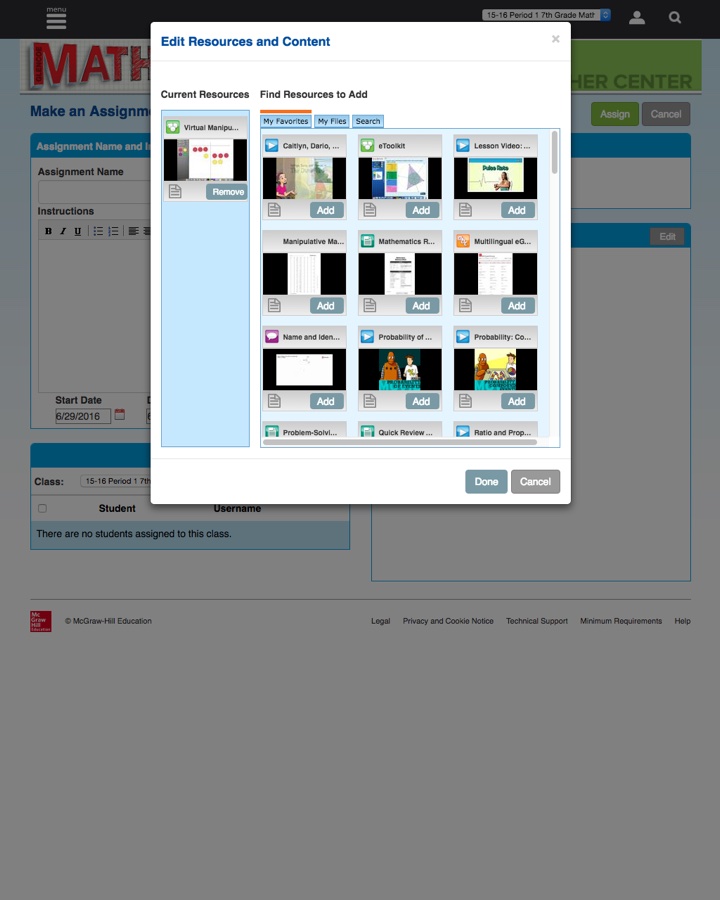 menu
15-16 Period 1 7th Grade Math
MATH
HER CENTER
Make an Assignm
Assign
Cancel
Assignment Name and In
Assignment Name
Instructions
B I U
Edit
Start Date
6/29/2016
Class:
15-16 Period 1 7th
Student
Username
There are no students assigned to this class.
Edit Resources and Content
×
Current Resources
Virtual Manipu...
Remove
Find Resources to Add
My Favorites
My Files
Search
Caitlyn, Dario, ...
eToolkit
Lesson Video: ...
Pulse Rate
Add
Add
Add
Manipulative Ma...
Mathematics R...
Multilingual eG...
Add
Add
Add
Name and Iden...
Probability of ...
Probability: Co...
Add
Add
Add
Problem-Solvi...
Quick Review ...
Ratio and Prop...
Done
Cancel
Mc
Graw
Hill
Education
© McGraw-Hill Education
Legal
Privacy and Cookie Notice
Technical Support
Minimum Requirements
Help